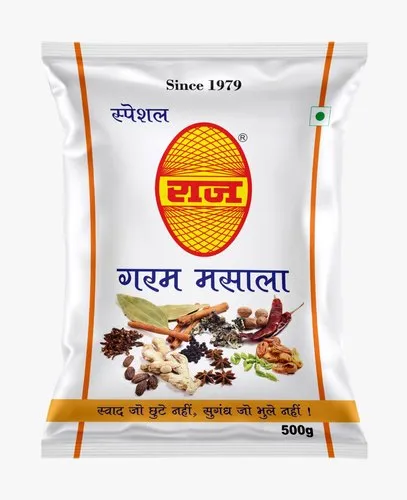 Since 1979
स्पेशल
®
राज
गरम मसाला
स्वाद जो छुटे नहीं, सुगंध जो भुले नहीं !
500g